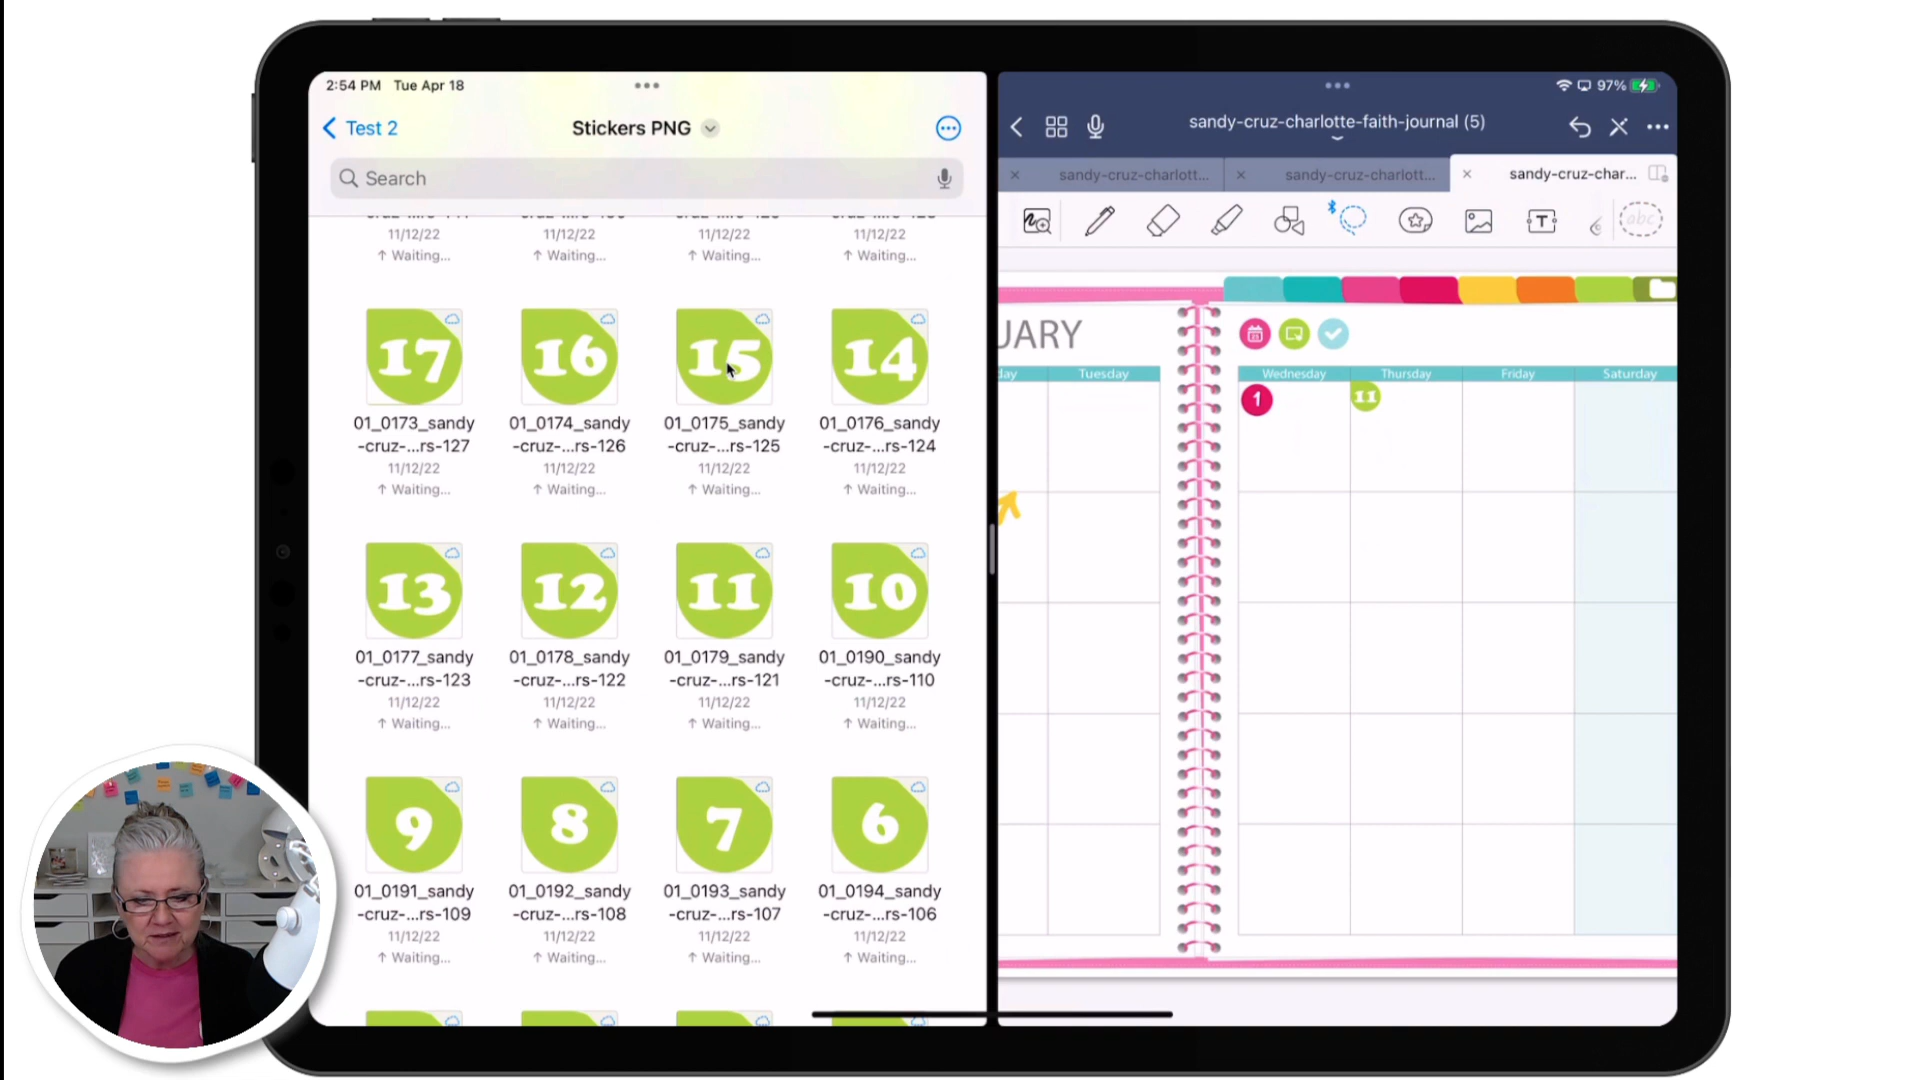 2:54 PM Tue Apr 18
97%
Test 2
Stickers PNG
Search
sandy-cruz-charlotte-faith-journal (5)
sandy-cruz-charlott...
sandy-cruz-charlott...
sandy-cruz-char...
T
abc
11/12/22 11/12/22 11/12/22 11/12/22
↑ Waiting... ↑ Waiting... ↑ Waiting... ↑ Waiting...
17 16 15 14
01_0173_sandy 01_0174_sandy 01_0175_sandy 01_0176_sandy
-cruz-...rs-127 -cruz-...rs-126 -cruz-...rs-125 -cruz-...rs-124
11/12/22 11/12/22 11/12/22 11/12/22
↑ Waiting... ↑ Waiting... ↑ Waiting... ↑ Waiting...
13 12 11 10
01_0177_sandy 01_0178_sandy 01_0179_sandy 01_0190_sandy
-cruz-...rs-123 -cruz-...rs-122 -cruz-...rs-121 -cruz-...rs-110
11/12/22 11/12/22 11/12/22 11/12/22
↑ Waiting... ↑ Waiting... ↑ Waiting... ↑ Waiting...
9 8 7 6
01_0191_sandy 01_0192_sandy 01_0193_sandy 01_0194_sandy
-cruz-...rs-109 -cruz-...rs-108 -cruz-...rs-107 -cruz-...rs-106
11/12/22 11/12/22 11/12/22 11/12/22
↑ Waiting... ↑ Waiting... ↑ Waiting... ↑ Waiting...
UARY
day Tuesday Wednesday Thursday Friday Saturday
1 11